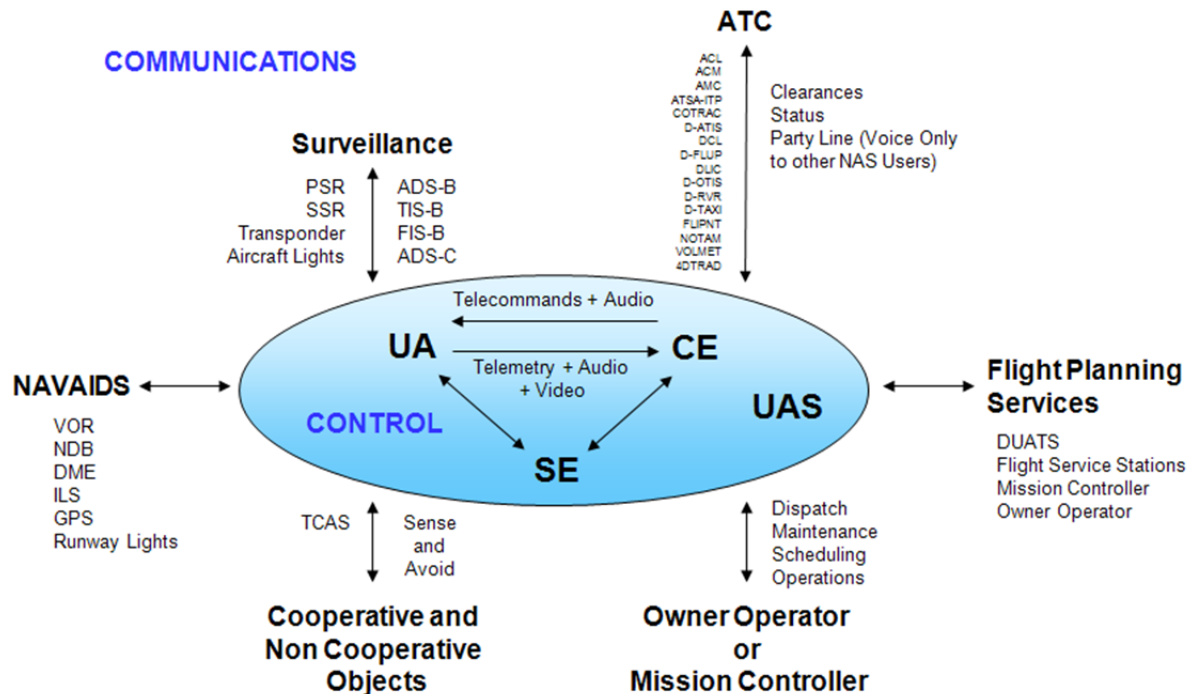 ATC
COMMUNICATIONS
ACL
ACM
AMC
ATSA-ITP
COTRAC
D-ATIS
DCL
D-FLUP
DLIC
D-OTIS
D-RVR
D-TAXI
FLIPNT
NOTAM
VOLMET
4DTRAD
Clearances
Status
Party Line (Voice Only
to other NAS Users)
Surveillance
PSR
SSR
Transponder
Aircraft Lights
ADS-B
TIS-B
FIS-B
ADS-C
Telecommands + Audio
UA
CE
Telemetry + Audio
+ Video
UAS
CONTROL
SE
NAVAIDS
VOR
NDB
DME
ILS
GPS
Runway Lights
Flight Planning
Services
DUATS
Flight Service Stations
Mission Controller
Owner Operator
TCAS
Sense
and
Avoid
Cooperative and
Non Cooperative
Objects
Dispatch
Maintenance
Scheduling
Operations
Owner Operator
or
Mission Controller